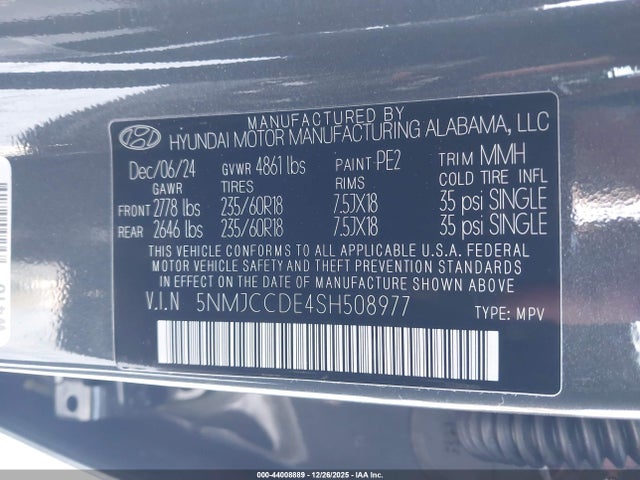 MANUFACTURED BY
HYUNDAI MOTOR MANUFACTURING ALABAMA, LLC
Dec/06/24 GVWR 4861 lbs PAINT PE2 TRIM MMH
GAWR TIRES RIMS COLD TIRE INFL
FRONT 2778 lbs 235/60R18 7.5JX18 35 psi SINGLE
REAR 2646 lbs 235/60R18 7.5JX18 35 psi SINGLE
THIS VEHICLE CONFORMS TO ALL APPLICABLE U.S.A. FEDERAL
MOTOR VEHICLE SAFETY AND THEFT PREVENTION STANDARDS
IN EFFECT ON THE DATE OF MANUFACTURE SHOWN ABOVE.
V.I.N 5NMJCCDE4SH508977 TYPE: MPV
000-44008889 - 12/26/2025 - IAA Inc.